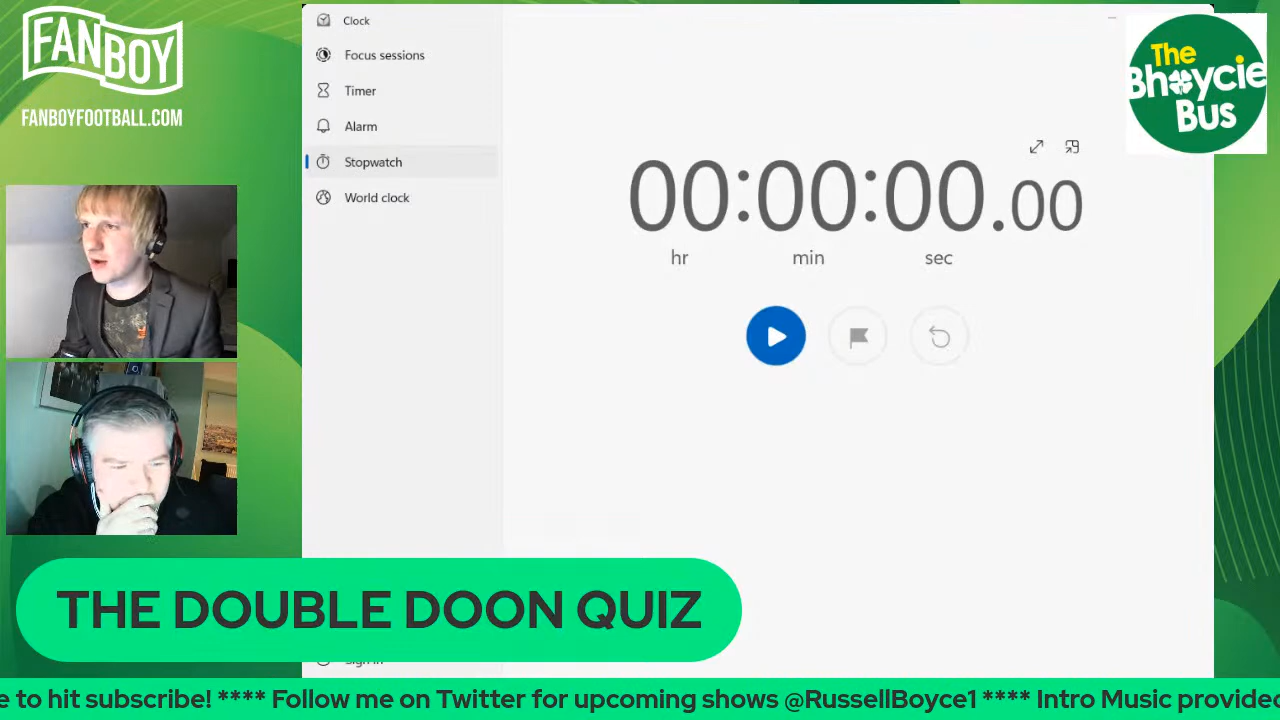 FANBOY
FANBOYFOOTBALL.COM
Clock
Focus sessions
Timer
Alarm
Stopwatch
World clock
00:00:00.00
hr min sec
The
Bhoycie
Bus
THE DOUBLE DOON QUIZ
Sign in
e to hit subscribe! **** Follow me on Twitter for upcoming shows @RussellBoyce1 **** Intro Music provided